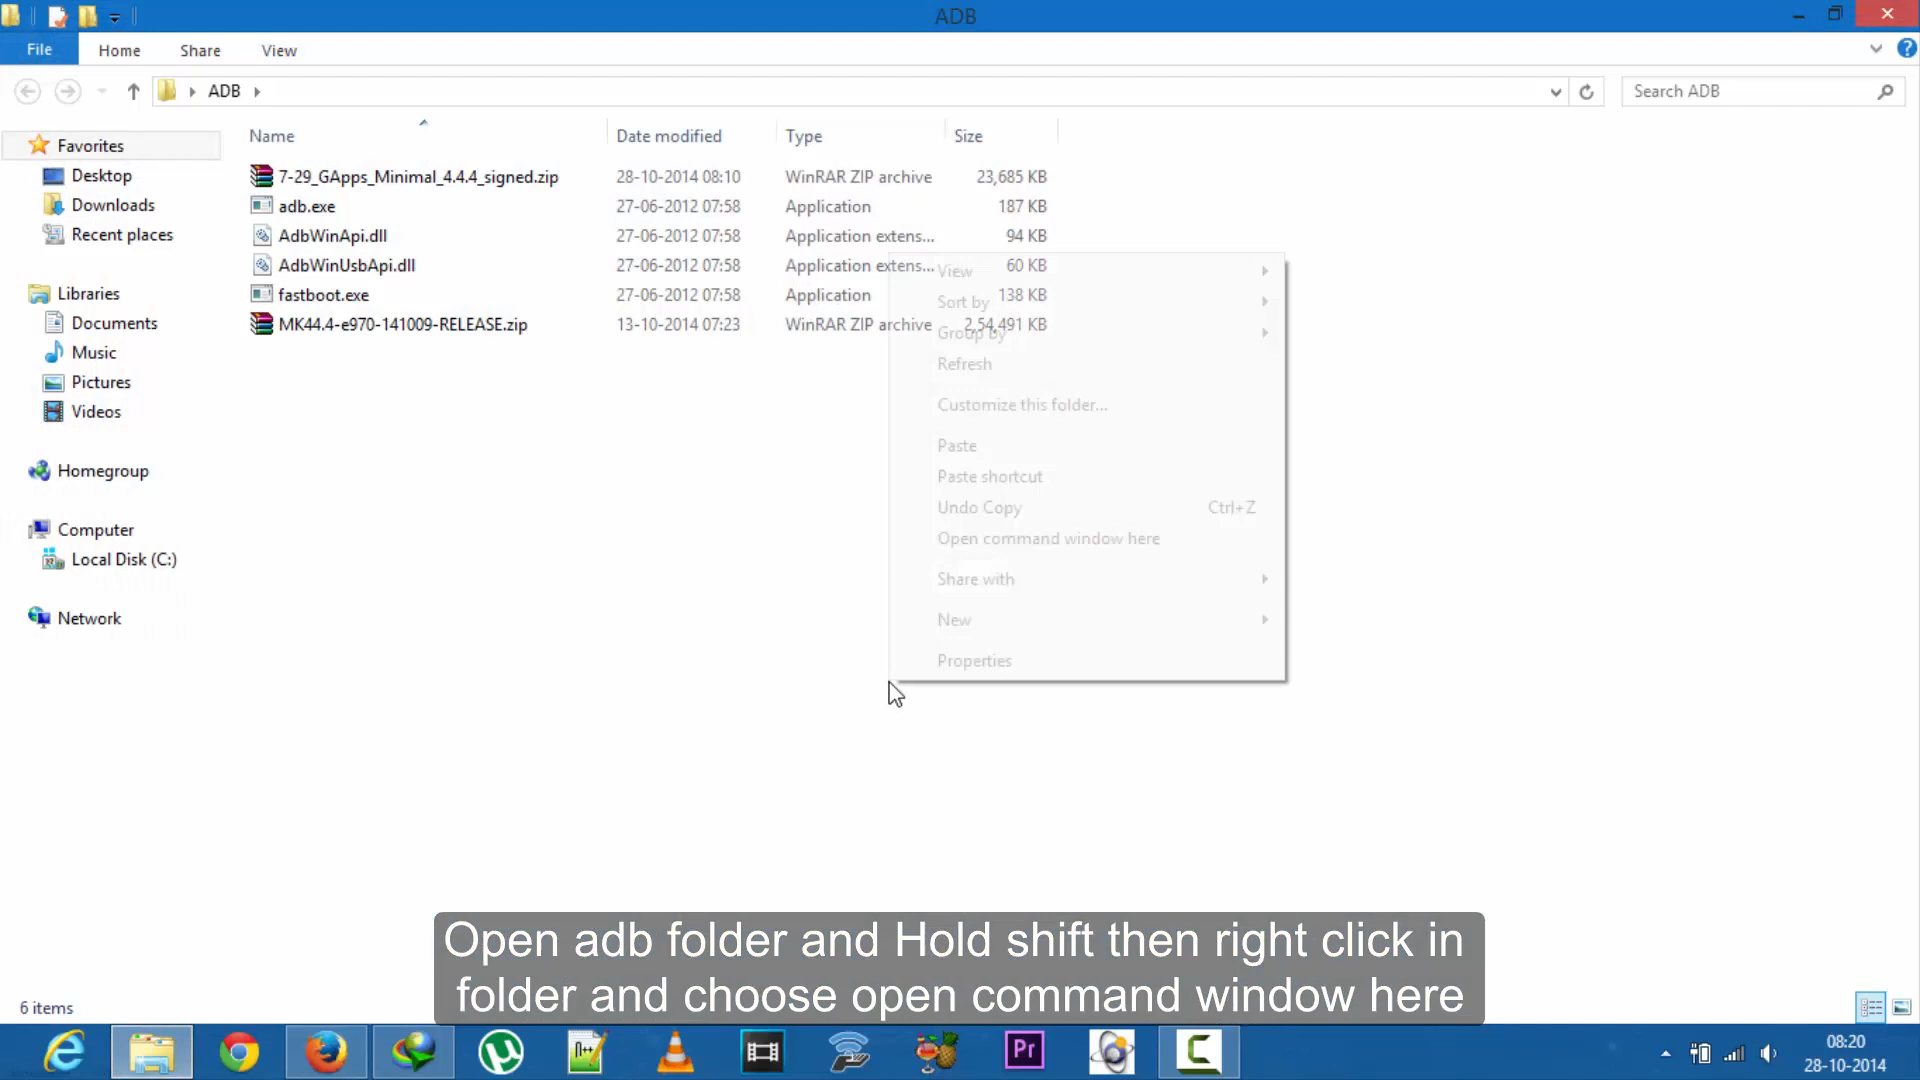 ADB
File Home Share View
ADB
Search ADB
Name Date modified Type Size
Favorites
Desktop
Downloads
Recent places
Libraries
Documents
Music
Pictures
Videos
Homegroup
Computer
Local Disk (C:)
Network
7-29_GApps_Minimal_4.4.4_signed.zip 28-10-2014 08:10 WinRAR ZIP archive 23,685 KB
adb.exe 27-06-2012 07:58 Application 187 KB
AdbWinApi.dll 27-06-2012 07:58 Application extens... 94 KB
AdbWinUsbApi.dll 27-06-2012 07:58 Application extens... 60 KB
fastboot.exe 27-06-2012 07:58 Application 138 KB
MK44.4-e970-141009-RELEASE.zip 13-10-2014 07:23 WinRAR ZIP archive 2,54,491 KB
View
Sort by
Group by
Refresh
Customize this folder...
Paste
Paste shortcut
Undo Copy Ctrl+Z
Open command window here
Share with
New
Properties
Open adb folder and Hold shift then right click in
folder and choose open command window here
6 items
Pr
08:20
28-10-2014